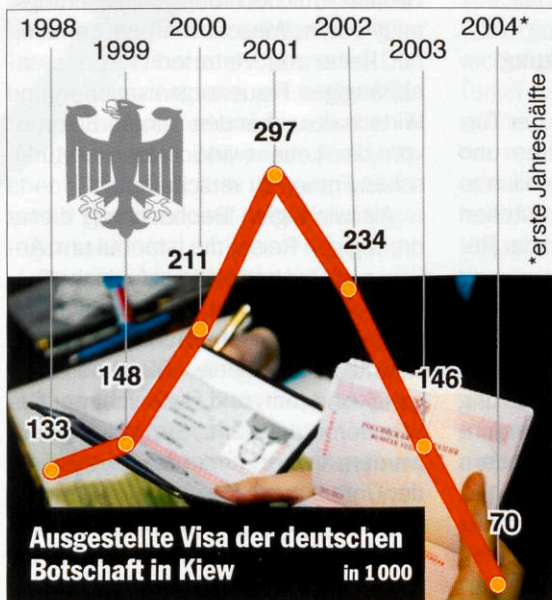 1998 2000 2002 2004*
1999 2001 2003
*erste Jahreshälfte
297
234
211
148
146
133
70
Ausgestellte Visa der deutschen
Botschaft in Kiew in 1000